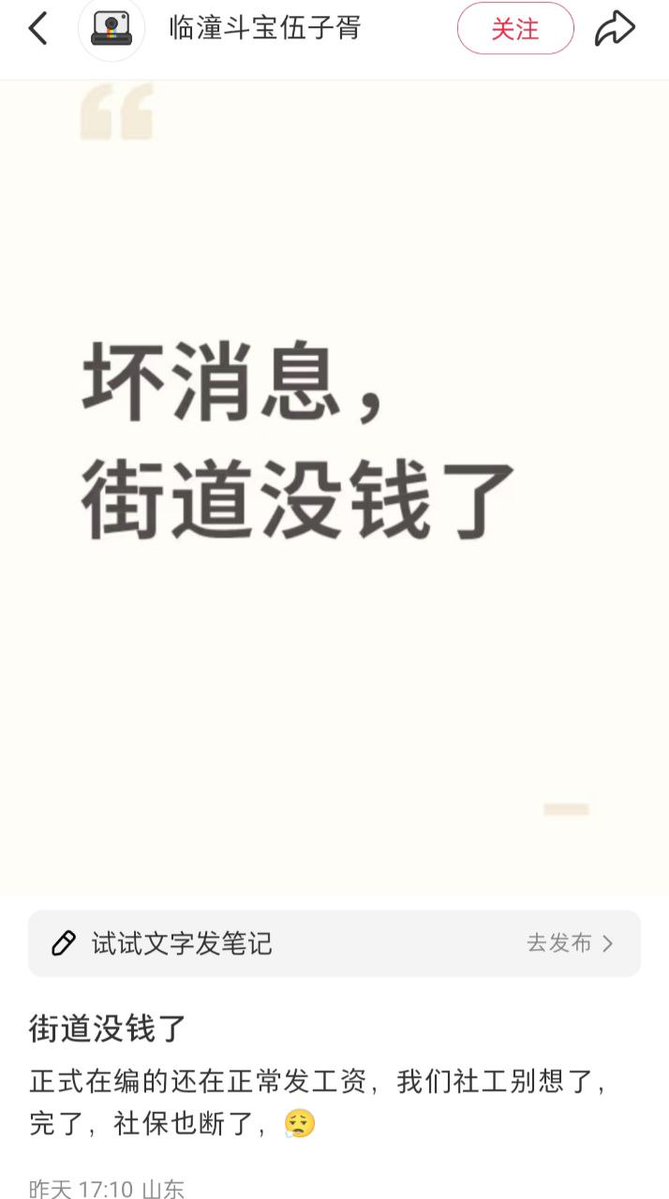 临潼斗宝伍子胥
关注
坏消息，
街道没钱了
试试文字发笔记
去发布
街道没钱了
正式在编的还在正常发工资，我们社工别想了，
完了，社保也断了，😮‍💨
昨天 17:10 山东